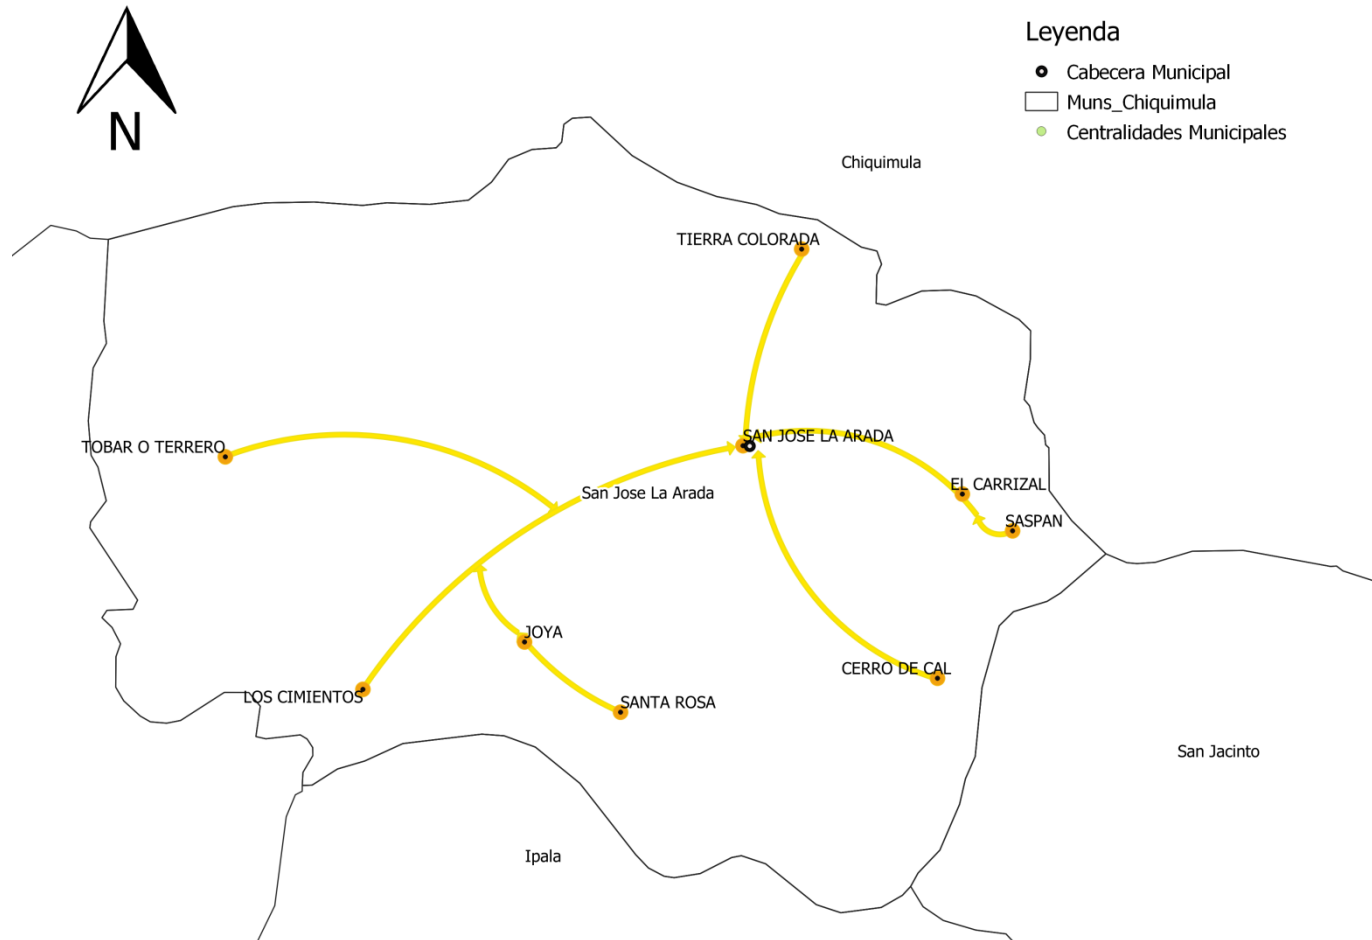 Leyenda
Cabecera Municipal
Muns_Chiquimula
Centralidades Municipales
N
Chiquimula
TIERRA COLORADA
TOBAR O TERRERO
SAN JOSE LA ARADA
San Jose La Arada
EL CARRIZAL
SASPAN
JOYA
CERRO DE CAL
LOS CIMIENTOS
SANTA ROSA
San Jacinto
Ipala